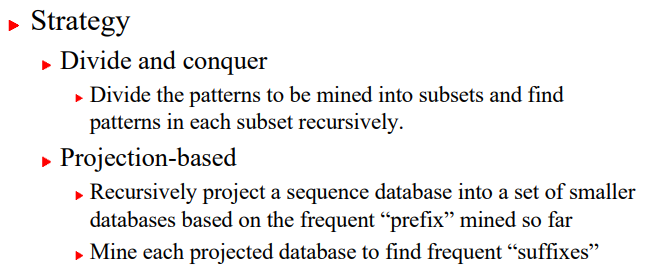 Strategy
Divide and conquer
Divide the patterns to be mined into subsets and find
patterns in each subset recursively.
Projection-based
Recursively project a sequence database into a set of smaller
databases based on the frequent “prefix” mined so far
Mine each projected database to find frequent “suffixes”